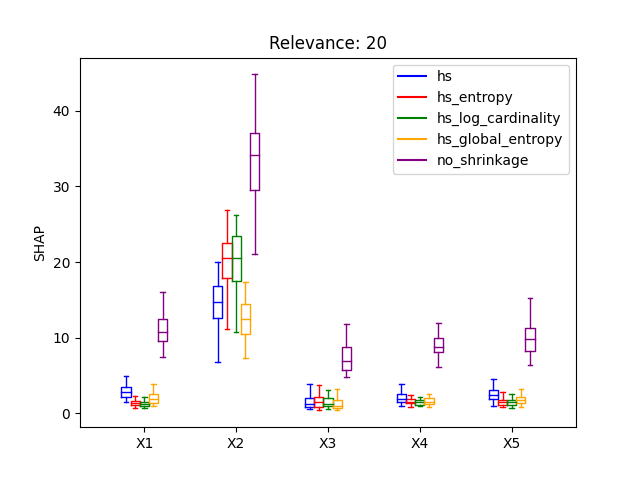 Relevance: 20
hs
hs_entropy
hs_log_cardinality
hs_global_entropy
no_shrinkage
SHAP
40
30
20
10
0
X1 X2 X3 X4 X5